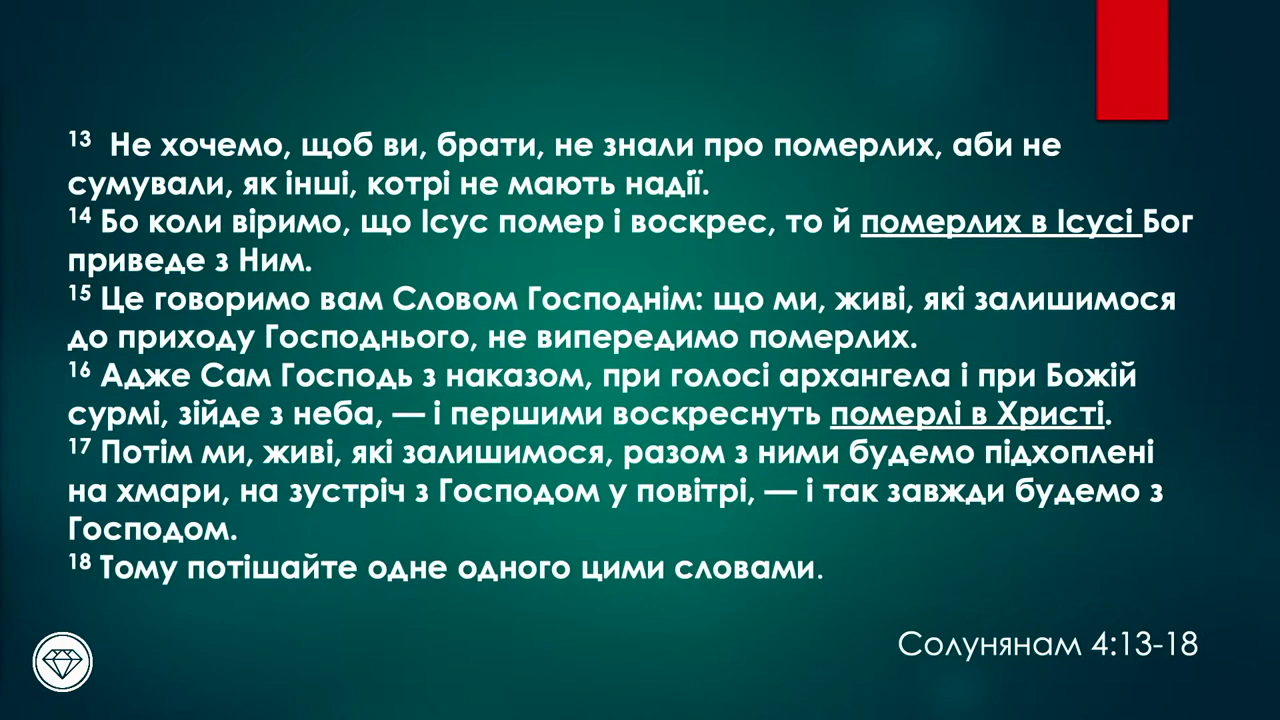 13 Не хочемо, щоб ви, брати, не знали про померлих, аби не
сумували, як інші, котрі не мають надії.
14 Бо коли віримо, що Ісус помер і воскрес, то й померлих в Ісусі Бог
приведе з Ним.
15 Це говоримо вам Словом Господнім: що ми, живі, які залишимося
до приходу Господнього, не випередимо померлих.
16 Адже Сам Господь з наказом, при голосі архангела і при Божій
сурмі, зійде з неба, — і першими воскреснуть померлі в Христі.
17 Потім ми, живі, які залишимося, разом з ними будемо підхоплені
на хмари, на зустріч з Господом у повітрі, — і так завжди будемо з
Господом.
18 Тому потішайте одне одного цими словами.
Солунянам 4:13-18